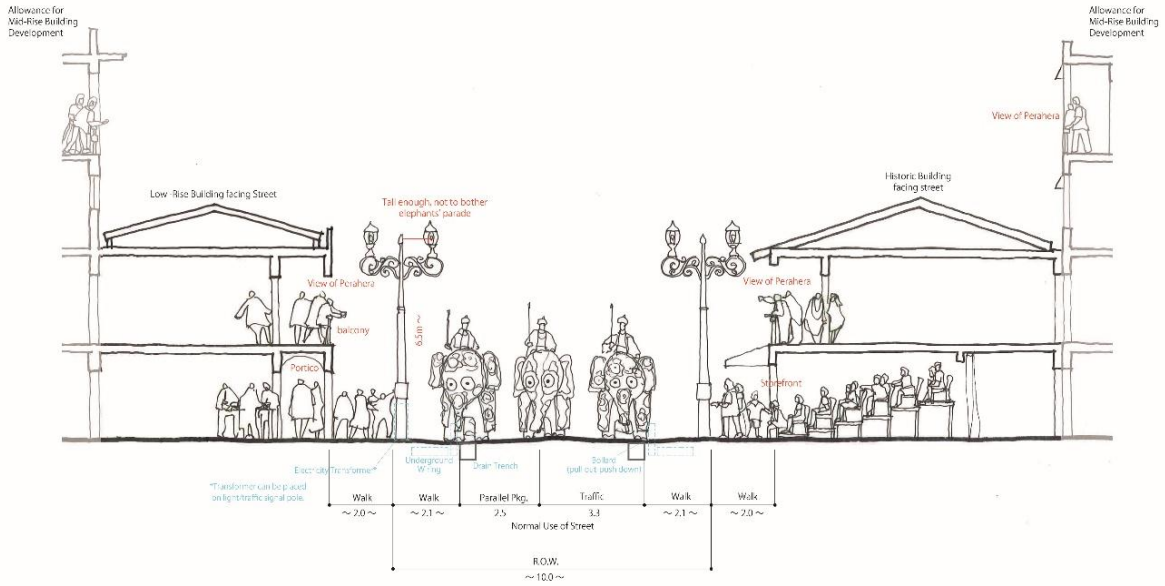 Allowance for
Mid-Rise Building
Development
Allowance for
Mid-Rise Building
Development
View of Perahera
Low -Rise Building facing Street
Historic Building
facing street
Tall enough, not to bother
elephants' parade
View of Perahera
View of Perahera
balcony
6.5m ~
Portico
Storefront
Electricity Transformer*
Underground
Wiring
Drain Trench
Bollard
(pull out, push down)
*Transformer can be placed
on light/traffic signal pole.
Walk
Walk
Parallel Pkg.
Traffic
Walk
Walk
~ 2.0 ~
~ 2.1 ~
2.5
3.3
~ 2.1 ~
~ 2.0 ~
Normal Use of Street
R.O.W.
~ 10.0 ~